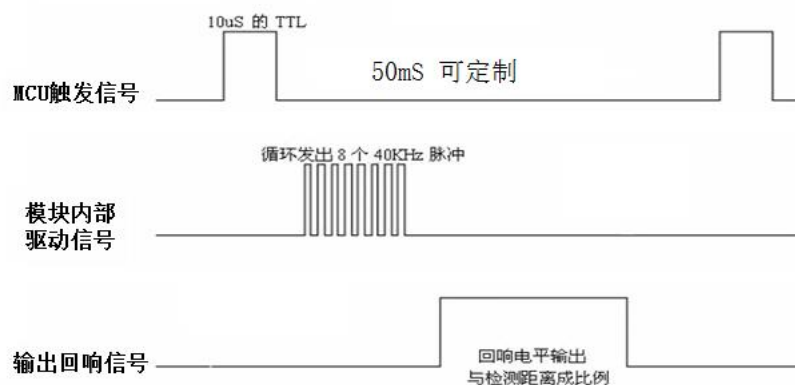 10uS 的 TTL
50mS 可定制
MCU触发信号
循环发出 8 个 40KHz 脉冲
模块内部
驱动信号
输出回响信号
回响电平输出
与检测距离成比例